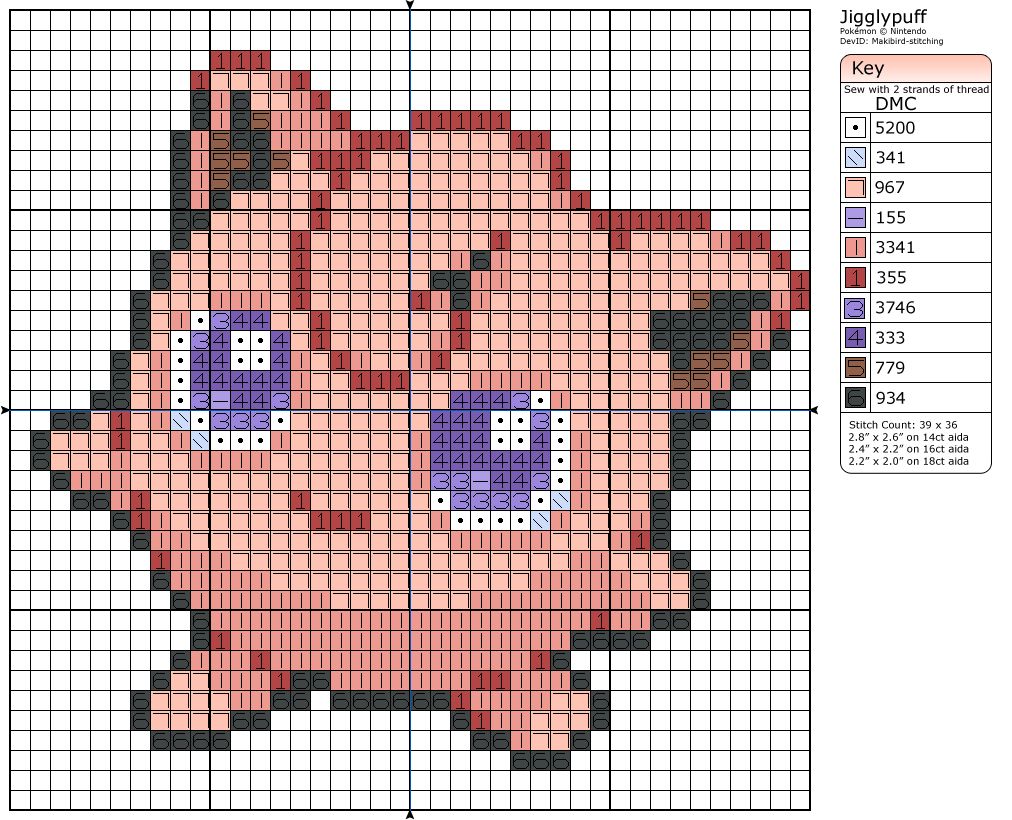 Jigglypuff
Pokémon © Nintendo
DevID: Makibird-stitching
Key
Sew with 2 strands of thread
DMC
5200
341
967
155
3341
1 355
3 3746
4 333
5 779
6 934
Stitch Count: 39 x 36
2.8” x 2.6” on 14ct aida
2.4” x 2.2” on 16ct aida
2.2” x 2.0” on 18ct aida